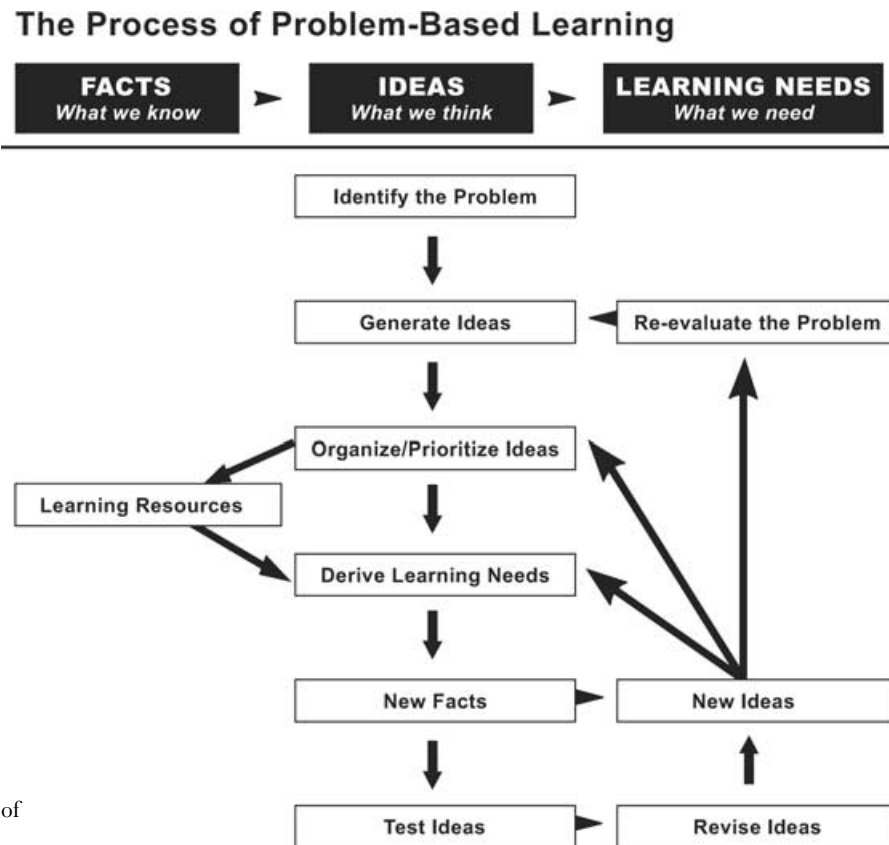 The Process of Problem-Based Learning
FACTS
What we know
IDEAS
What we think
LEARNING NEEDS
What we need
Identify the Problem
Generate Ideas
Re-evaluate the Problem
Organize/Prioritize Ideas
Learning Resources
Derive Learning Needs
New Facts
New Ideas
of
Test Ideas
Revise Ideas